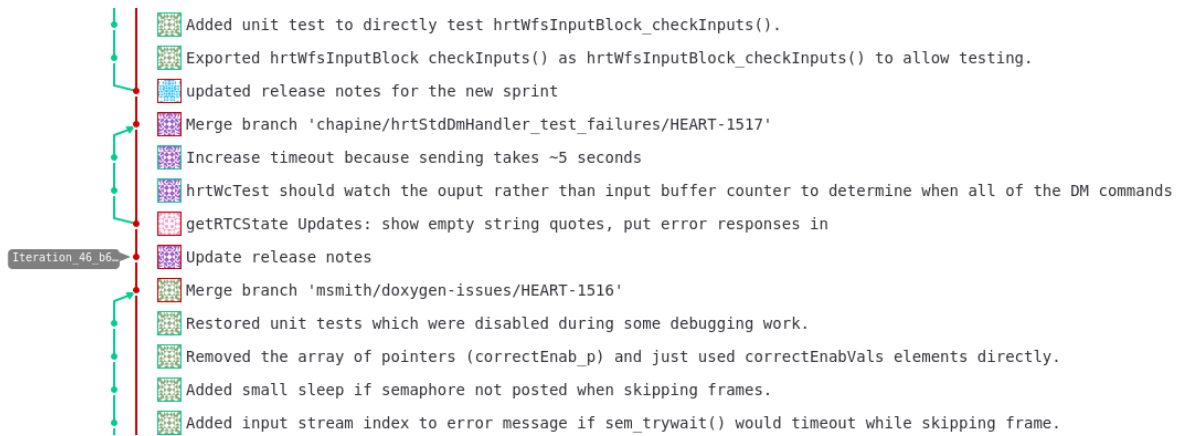 Added unit test to directly test hrtWfsInputBlock_checkInputs().
Exported hrtWfsInputBlock checkInputs() as hrtWfsInputBlock_checkInputs() to allow testing.
updated release notes for the new sprint
Merge branch 'chapine/hrtStdDmHandler_test_failures/HEART-1517'
Increase timeout because sending takes ~5 seconds
hrtWcTest should watch the ouput rather than input buffer counter to determine when all of the DM commands
getRTCState Updates: show empty string quotes, put error responses in
Iteration_46_b6… Update release notes
Merge branch 'msmith/doxygen-issues/HEART-1516'
Restored unit tests which were disabled during some debugging work.
Removed the array of pointers (correctEnab_p) and just used correctEnabVals elements directly.
Added small sleep if semaphore not posted when skipping frames.
Added input stream index to error message if sem_trywait() would timeout while skipping frame.